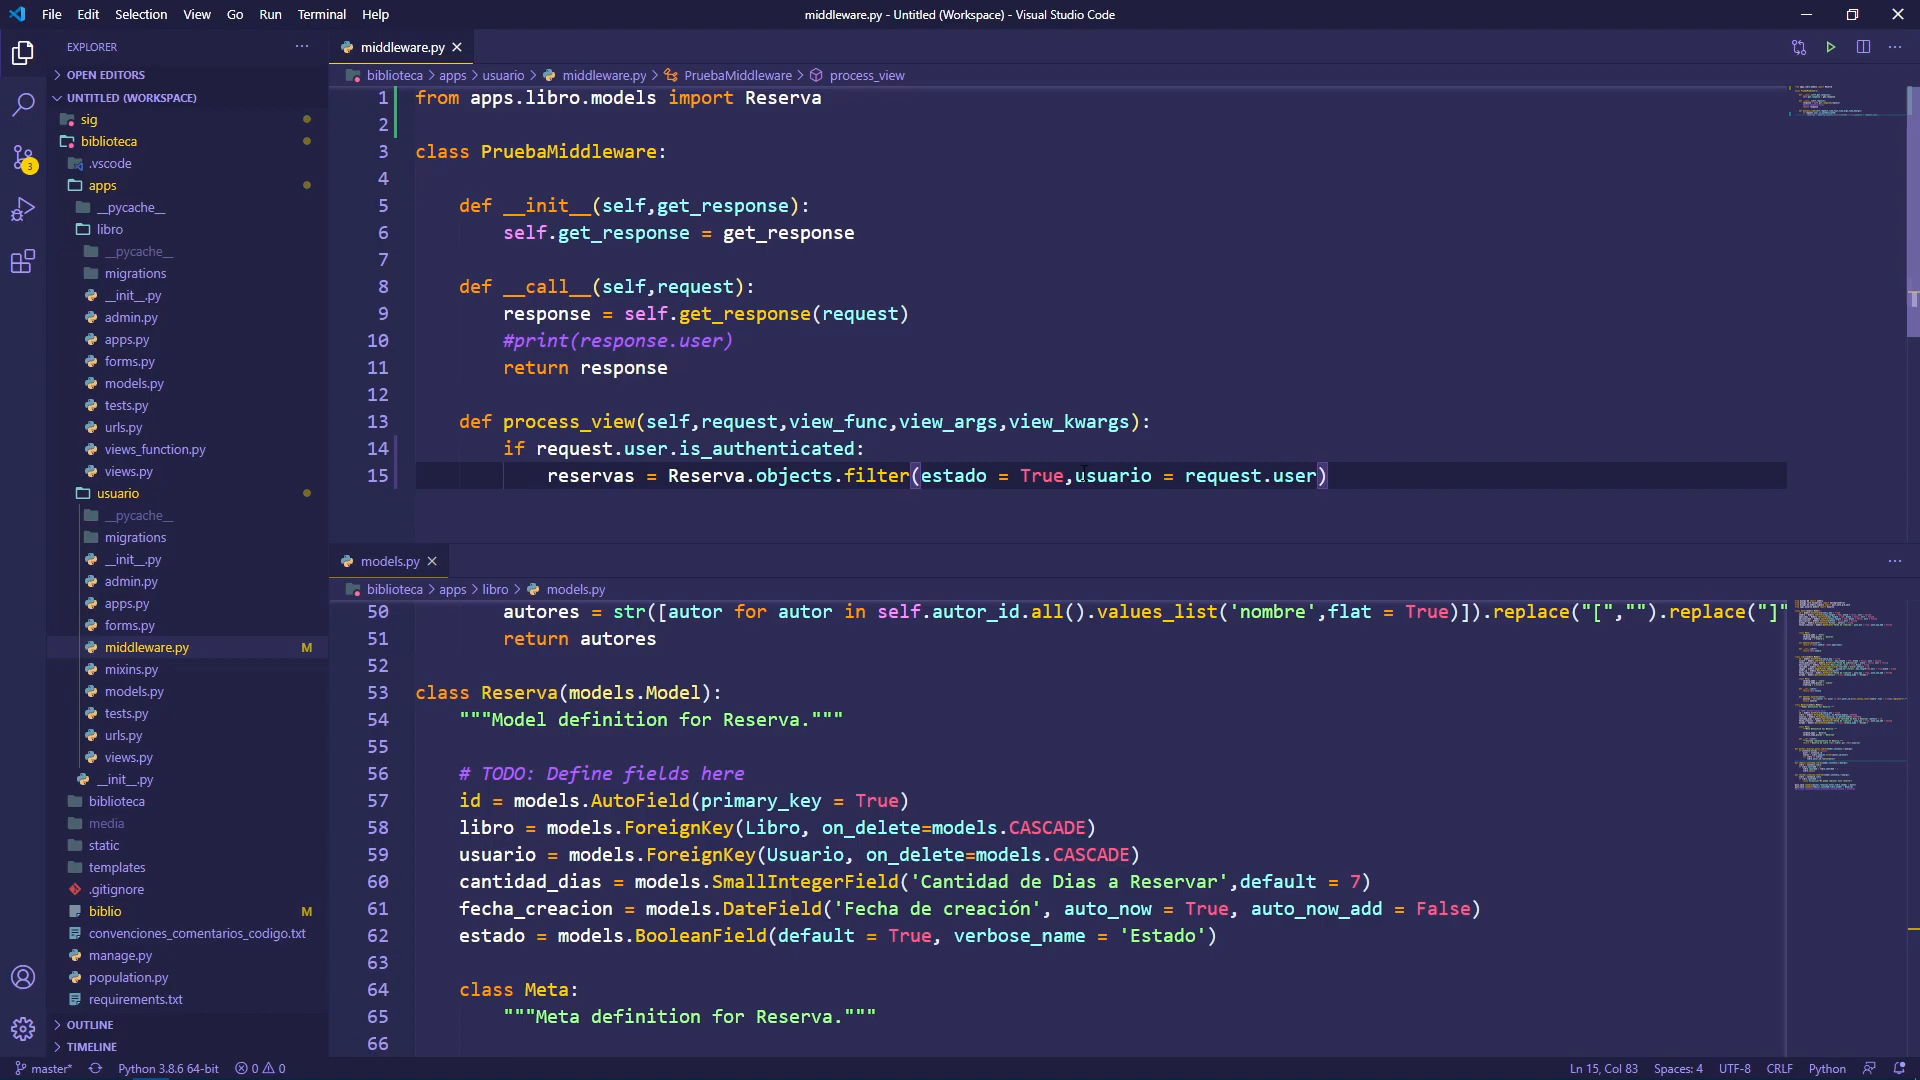 File Edit Selection View Go Run Terminal Help
middleware.py - Untitled (Workspace) - Visual Studio Code
EXPLORER
OPEN EDITORS
UNTITLED (WORKSPACE)
sig
biblioteca
.vscode
apps
__pycache__
libro
__pycache__
migrations
__init__.py
admin.py
apps.py
forms.py
models.py
tests.py
urls.py
views_function.py
views.py
usuario
__pycache__
migrations
__init__.py
admin.py
apps.py
forms.py
middleware.py M
mixins.py
models.py
tests.py
urls.py
views.py
__init__.py
biblioteca
media
static
templates
.gitignore
biblio M
convenciones_comentarios_codigo.txt
manage.py
population.py
requirements.txt
OUTLINE
TIMELINE
3
middleware.py
biblioteca > apps > usuario > middleware.py > PruebaMiddleware > process_view
1 from apps.libro.models import Reserva
2
3 class PruebaMiddleware:
4
5 def __init__(self,get_response):
6 self.get_response = get_response
7
8 def __call__(self,request):
9 response = self.get_response(request)
10 #print(response.user)
11 return response
12
13 def process_view(self,request,view_func,view_args,view_kwargs):
14 if request.user.is_authenticated:
15 reservas = Reserva.objects.filter(estado = True,usuario = request.user)
models.py
biblioteca > apps > libro > models.py
50 autores = str([autor for autor in self.autor_id.all().values_list('nombre',flat = True)]).replace("[","").replace("]"
51 return autores
52
53 class Reserva(models.Model):
54 """Model definition for Reserva."""
55
56 # TODO: Define fields here
57 id = models.AutoField(primary_key = True)
58 libro = models.ForeignKey(Libro, on_delete=models.CASCADE)
59 usuario = models.ForeignKey(Usuario, on_delete=models.CASCADE)
60 cantidad_dias = models.SmallIntegerField('Cantidad de Dias a Reservar',default = 7)
61 fecha_creacion = models.DateField('Fecha de creación', auto_now = True, auto_now_add = False)
62 estado = models.BooleanField(default = True, verbose_name = 'Estado')
63
64 class Meta:
65 """Meta definition for Reserva."""
66
master* Python 3.8.6 64-bit 0 0
Ln 15, Col 83 Spaces: 4 UTF-8 CRLF Python